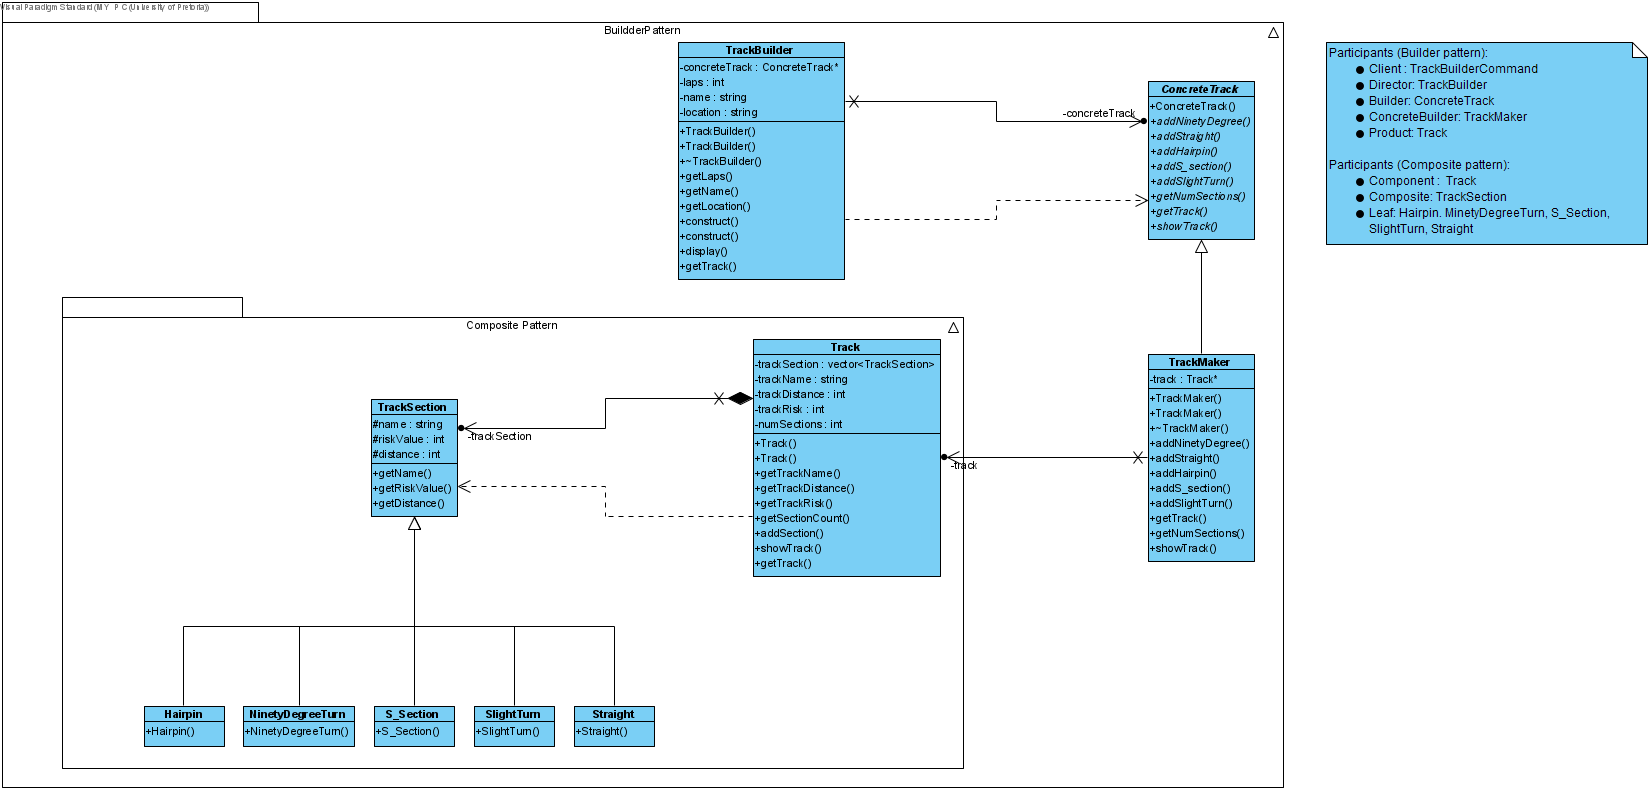 Visual Paradigm Standard (MY P C (University of Pretoria))
BuildderPattern
TrackBuilder
-concreteTrack : ConcreteTrack*
-laps : int
-name : string
-location : string
+TrackBuilder()
+TrackBuilder()
+~TrackBuilder()
+getLaps()
+getName()
+getLocation()
+construct()
+construct()
+display()
+getTrack()
-concreteTrack
ConcreteTrack
+ConcreteTrack()
+addNinetyDegree()
+addStraight()
+addHairpin()
+addS_section()
+addSlightTurn()
+getNumSections()
+getTrack()
+showTrack()
Participants (Builder pattern):
● Client : TrackBuilderCommand
● Director: TrackBuilder
● Builder: ConcreteTrack
● ConcreteBuilder: TrackMaker
● Product: Track
Participants (Composite pattern):
● Component : Track
● Composite: TrackSection
● Leaf: Hairpin. MinetyDegreeTurn, S_Section,
SlightTurn, Straight
Composite Pattern
Track
-trackSection : vector<TrackSection>
-trackName : string
-trackDistance : int
-trackRisk : int
-numSections : int
+Track()
+Track()
+getTrackName()
+getTrackDistance()
+getTrackRisk()
+getSectionCount()
+addSection()
+showTrack()
+getTrack()
TrackSection
#name : string
#riskValue : int
#distance : int
+getName()
+getRiskValue()
+getDistance()
-trackSection
-track
TrackMaker
-track : Track*
+TrackMaker()
+TrackMaker()
+~TrackMaker()
+addNinetyDegree()
+addStraight()
+addHairpin()
+addS_section()
+addSlightTurn()
+getTrack()
+getNumSections()
+showTrack()
Hairpin
+Hairpin()
NinetyDegreeTurn
+NinetyDegreeTurn()
S_Section
+S_Section()
SlightTurn
+SlightTurn()
Straight
+Straight()